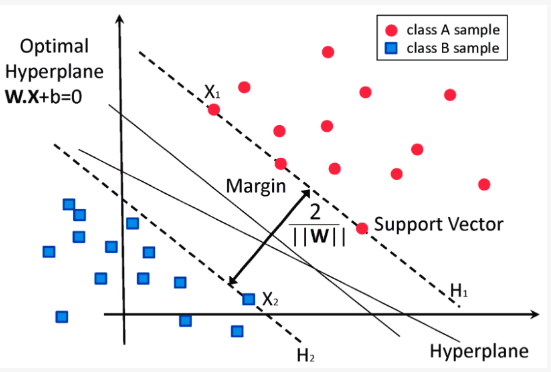 class A sample
class B sample
Optimal
Hyperplane
W.X+b=0
X₁
Margin
2
||W||
Support Vector
X₂
H₁
H₂
Hyperplane